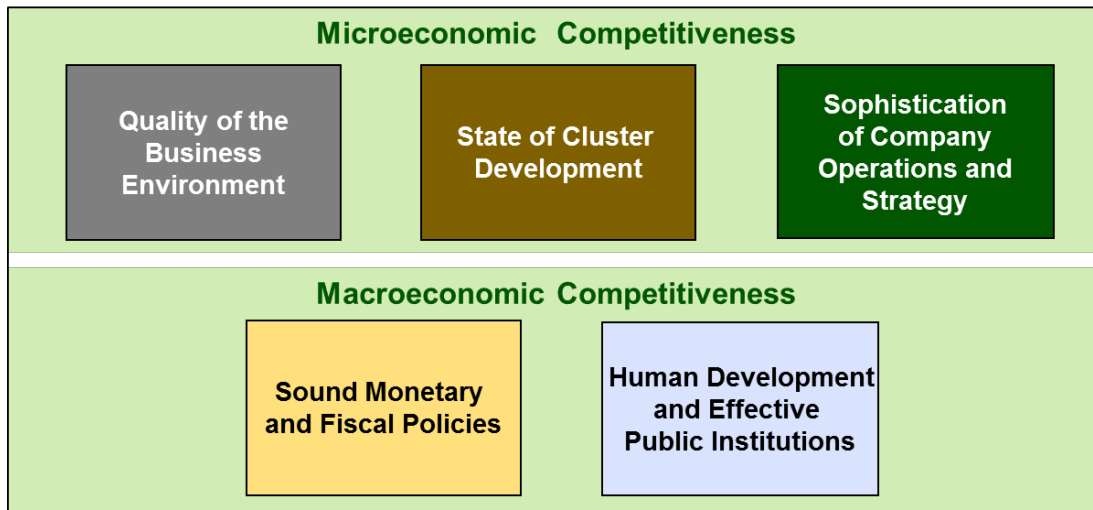 Microeconomic Competitiveness
Quality of the
Business
Environment
State of Cluster
Development
Sophistication
of Company
Operations and
Strategy
Macroeconomic Competitiveness
Sound Monetary
and Fiscal Policies
Human Development
and Effective
Public Institutions